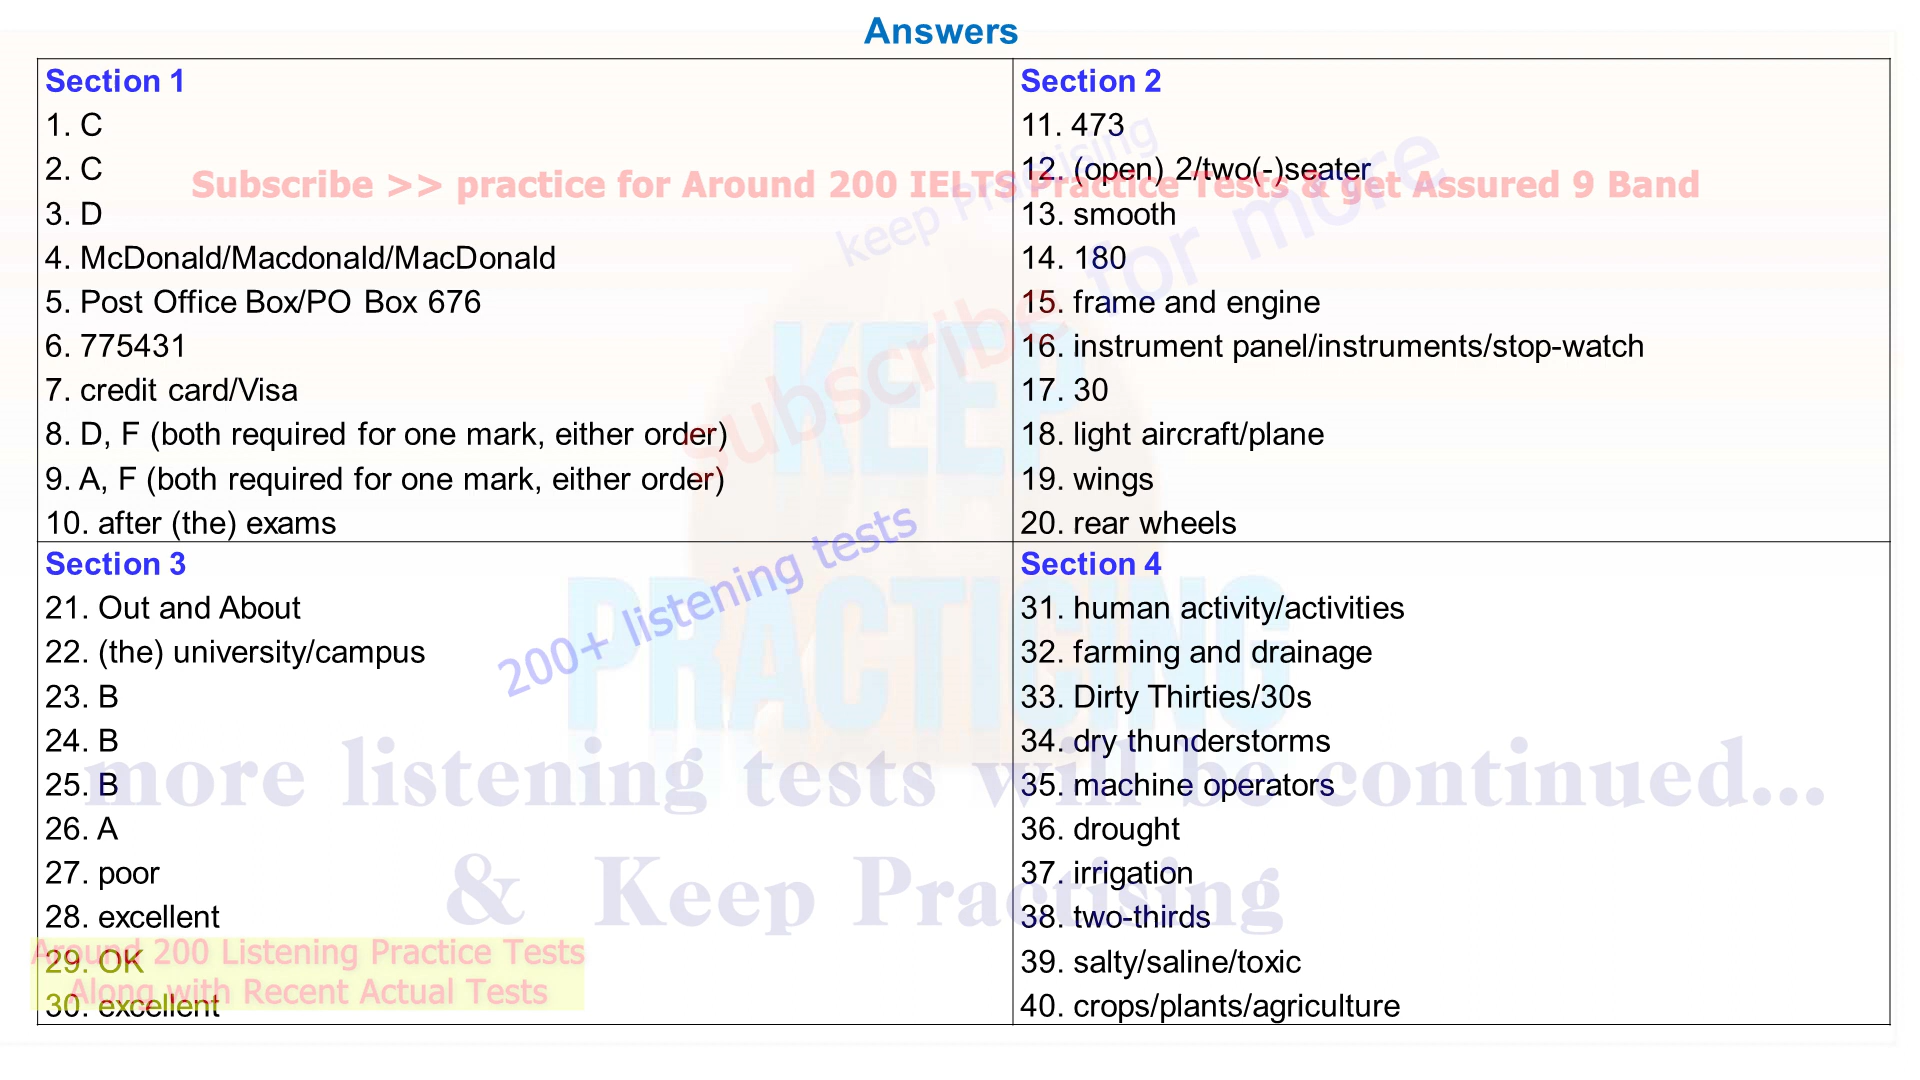 Answers
Section 1
1. C
2. C
3. D
4. McDonald/Macdonald/MacDonald
5. Post Office Box/PO Box 676
6. 775431
7. credit card/Visa
8. D, F (both required for one mark, either order)
9. A, F (both required for one mark, either order)
10. after (the) exams
Section 2
11. 473
12. (open) 2/two(-)seater
13. smooth
14. 180
15. frame and engine
16. instrument panel/instruments/stop-watch
17. 30
18. light aircraft/plane
19. wings
20. rear wheels
Section 3
21. Out and About
22. (the) university/campus
23. B
24. B
25. B
26. A
27. poor
28. excellent
29. OK
30. excellent
Section 4
31. human activity/activities
32. farming and drainage
33. Dirty Thirties/30s
34. dry thunderstorms
35. machine operators
36. drought
37. irrigation
38. two-thirds
39. salty/saline/toxic
40. crops/plants/agriculture
Subscribe >> practice for Around 200 IELTS Practice Tests & get Assured 9 Band
keep Practising
subscribe for more
KEEP
PRACTICING
200+ listening tests
more listening tests will be continued...
& Keep Practising
Around 200 Listening Practice Tests
Along with Recent Actual Tests